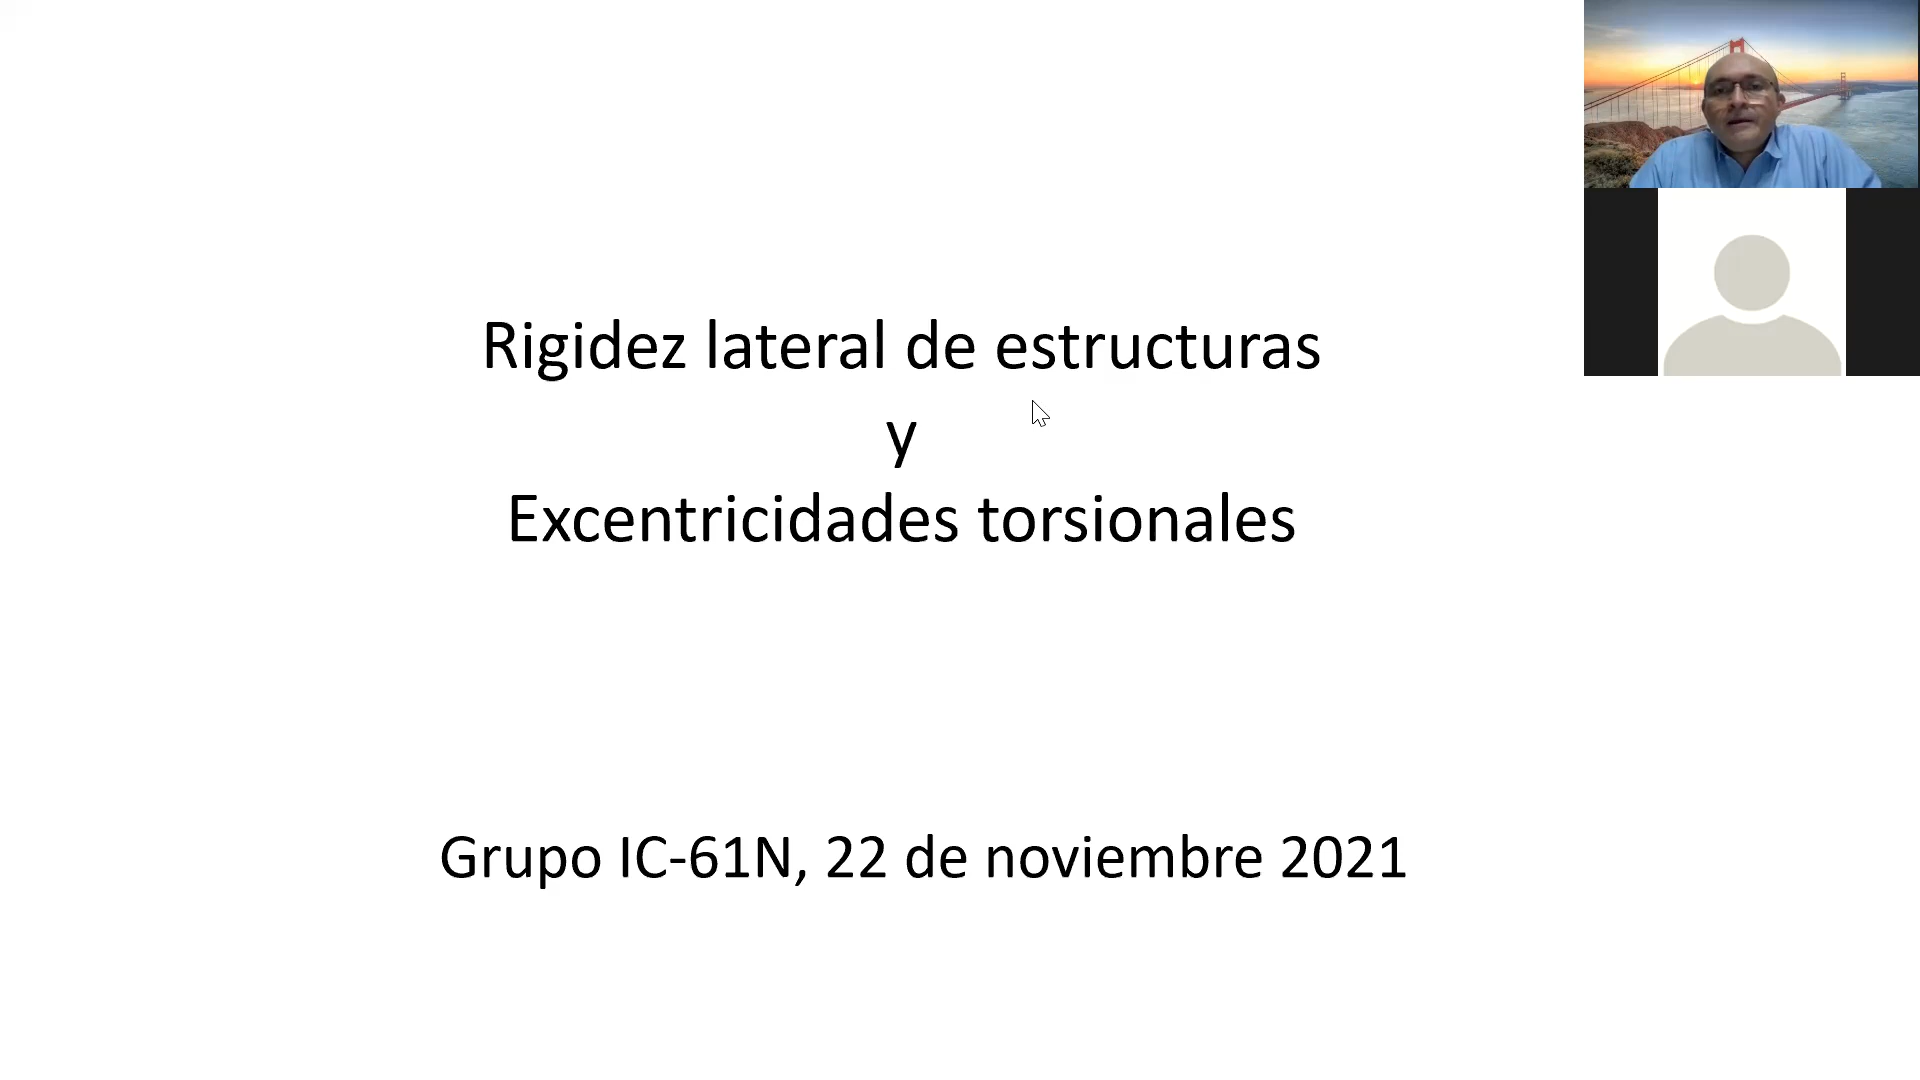 Rigidez lateral de estructuras
y
Excentricidades torsionales
Grupo IC-61N, 22 de noviembre 2021